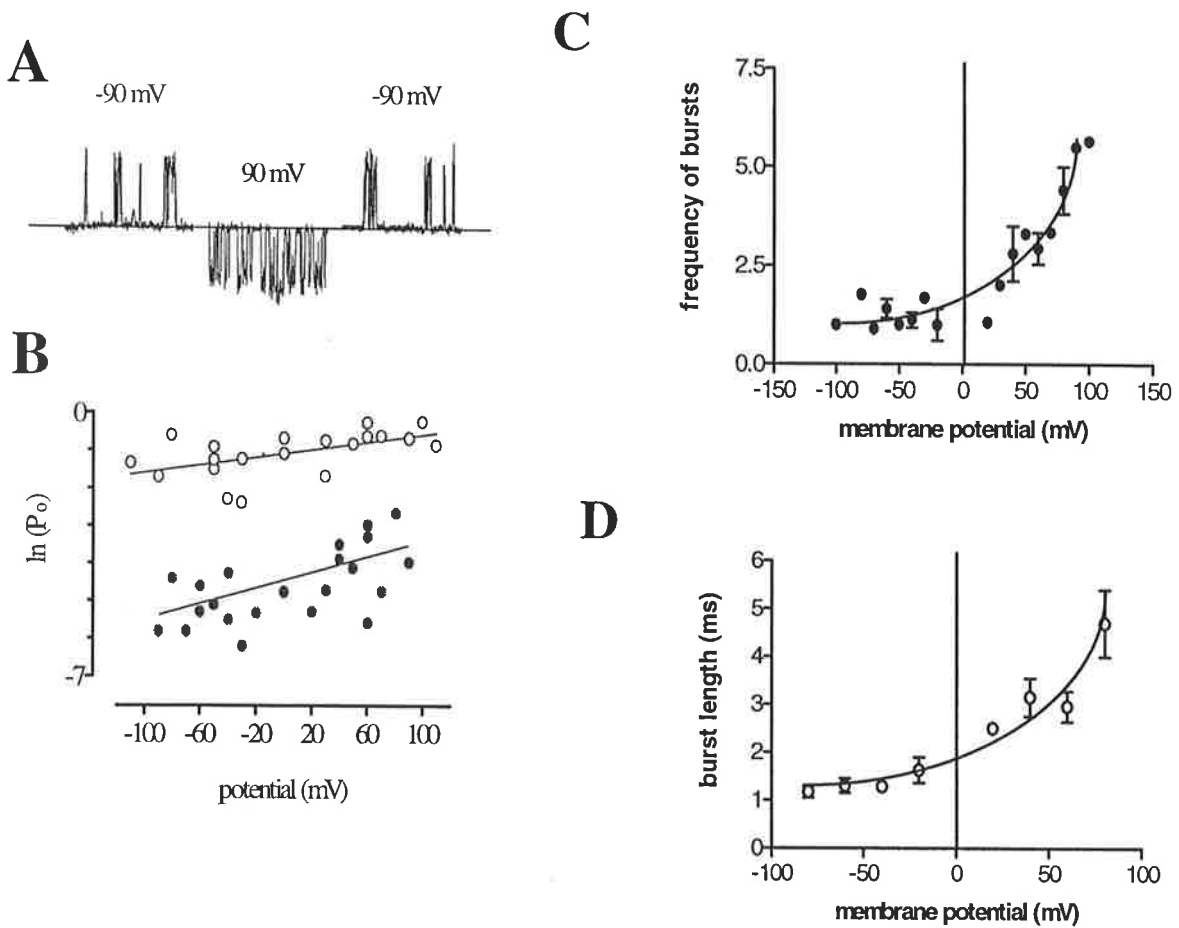 A
-90 mV
-90 mV
90 mV
B
0
ln (Po)
-7
-100 -60 -20 20 60 100
potential (mV)
C
7.5
5.0
2.5
0.0
frequency of bursts
-150 -100 -50 0 50 100 150
membrane potential (mV)
D
6
5
4
3
2
1
0
burst length (ms)
-100 -50 0 50 100
membrane potential (mV)